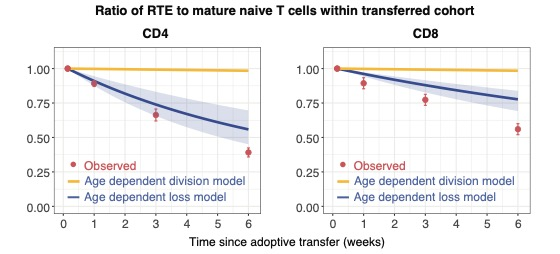 Ratio of RTE to mature naive T cells within transferred cohort
CD4
1.00
0.75
0.50
0.25
0.00
Observed
Age dependent division model
Age dependent loss model
0 1 2 3 4 5 6
CD8
1.00
0.75
0.50
0.25
0.00
Observed
Age dependent division model
Age dependent loss model
0 1 2 3 4 5 6
Time since adoptive transfer (weeks)